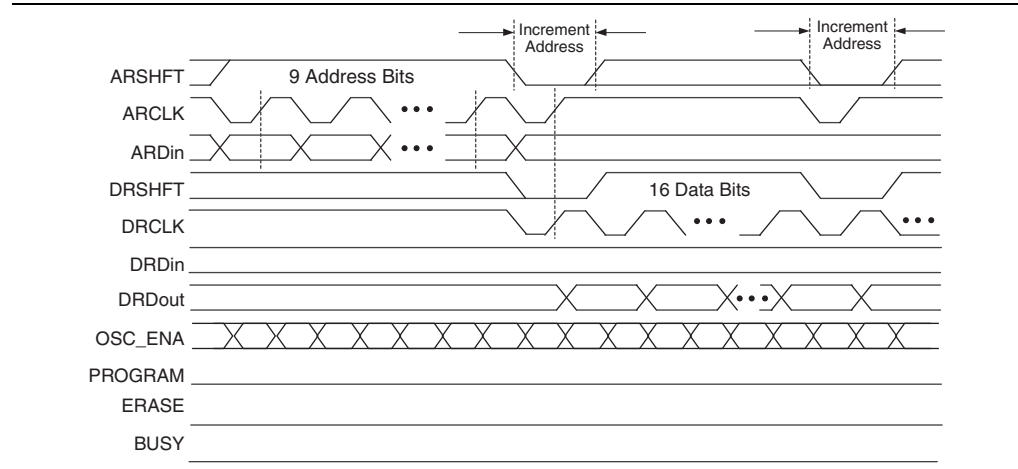 Increment
Address
Increment
Address
ARSHFT
9 Address Bits
ARCLK
ARDin
DRSHFT
16 Data Bits
DRCLK
DRDin
DRDout
OSC_ENA
PROGRAM
ERASE
BUSY